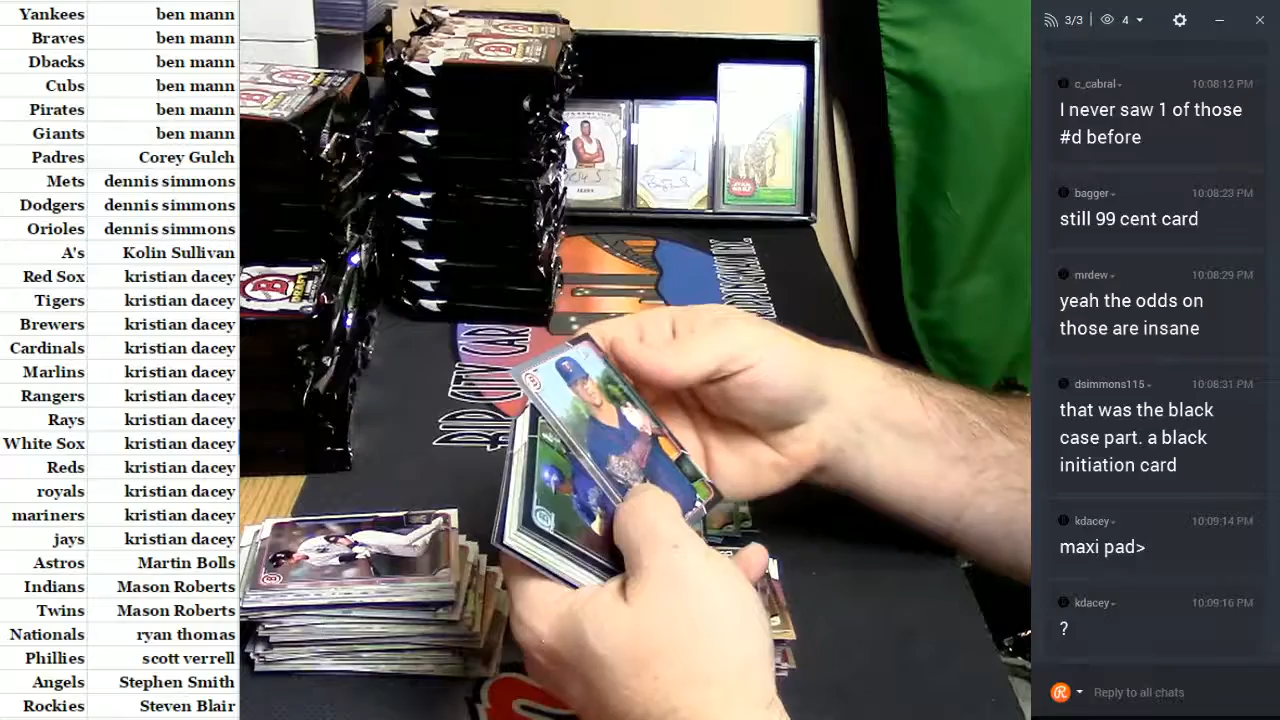 Yankees ben mann
Braves ben mann
Dbacks ben mann
Cubs ben mann
Pirates ben mann
Giants ben mann
Padres Corey Gulch
Mets dennis simmons
Dodgers dennis simmons
Orioles dennis simmons
A's Kolin Sullivan
Red Sox kristian dacey
Tigers kristian dacey
Brewers kristian dacey
Cardinals kristian dacey
Marlins kristian dacey
Rangers kristian dacey
Rays kristian dacey
White Sox kristian dacey
Reds kristian dacey
royals kristian dacey
mariners kristian dacey
jays kristian dacey
Astros Martin Bolls
Indians Mason Roberts
Twins Mason Roberts
Nationals ryan thomas
Phillies scott verrell
Angels Stephen Smith
Rockies Steven Blair
STAR WARS
RIP CITY CAR
3/3 4
c_cabral 10:08:12 PM
I never saw 1 of those
#d before
bagger 10:08:23 PM
still 99 cent card
mrdew 10:08:29 PM
yeah the odds on
those are insane
dsimmons115 10:08:31 PM
that was the black
case part. a black
initiation card
kdacey 10:09:14 PM
maxi pad>
kdacey 10:09:16 PM
?
Reply to all chats